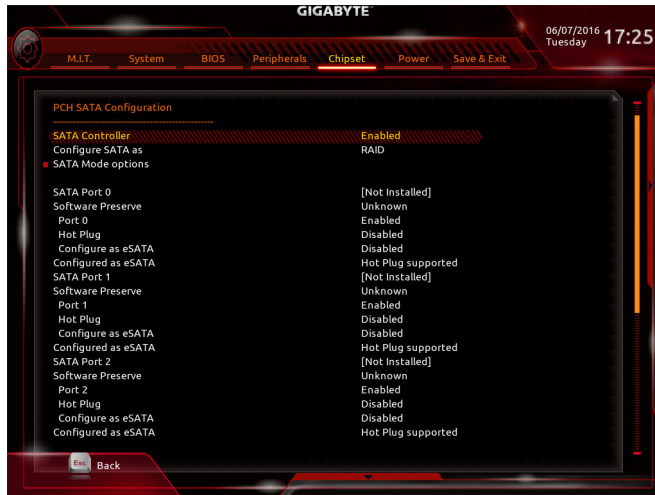 GIGABYTE™
06/07/2016 17:25
Tuesday
M.I.T. System BIOS Peripherals Chipset Power Save & Exit
PCH SATA Configuration
SATA Controller Enabled
Configure SATA as RAID
SATA Mode options
SATA Port 0 [Not Installed]
Software Preserve Unknown
Port 0 Enabled
Hot Plug Disabled
Configure as eSATA Disabled
Configured as eSATA Hot Plug supported
SATA Port 1 [Not Installed]
Software Preserve Unknown
Port 1 Enabled
Hot Plug Disabled
Configure as eSATA Disabled
Configured as eSATA Hot Plug supported
SATA Port 2 [Not Installed]
Software Preserve Unknown
Port 2 Enabled
Hot Plug Disabled
Configure as eSATA Disabled
Configured as eSATA Hot Plug supported
Esc Back